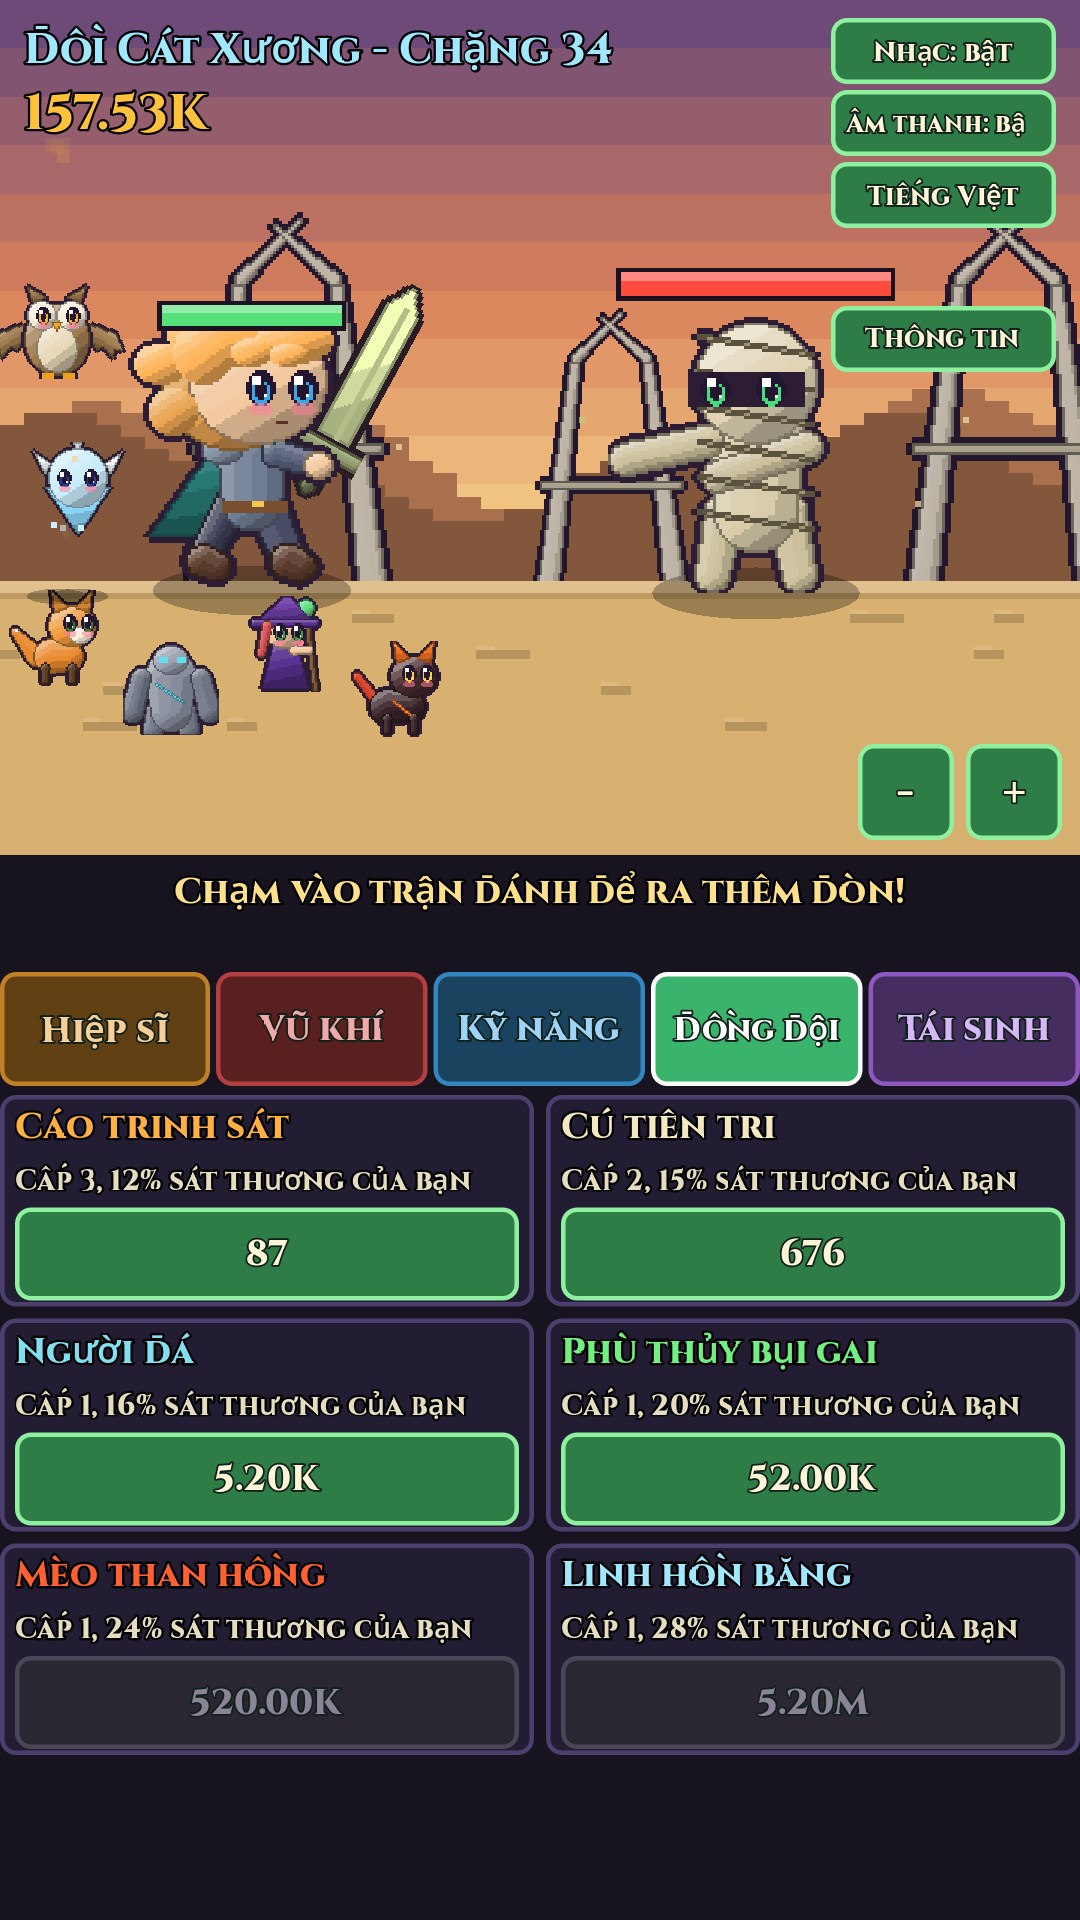 Đồi Cát Xương - Chặng 34
157.53K
Nhạc: Bật
Âm thanh: Bậ
Tiếng Việt
Thông tin
-
+
Chạm vào trận đánh để ra thêm đòn!
Hiệp sĩ
Vũ khí
Kỹ năng
Đồng đội
Tái sinh
Cáo trinh sát
Cấp 3, 12% sát thương của bạn
87
Cú tiên tri
Cấp 2, 15% sát thương của bạn
676
Người đá
Cấp 1, 16% sát thương của bạn
5.20K
Phù thủy bụi gai
Cấp 1, 20% sát thương của bạn
52.00K
Mèo than hồng
Cấp 1, 24% sát thương của bạn
520.00K
Linh hồn băng
Cấp 1, 28% sát thương của bạn
5.20M